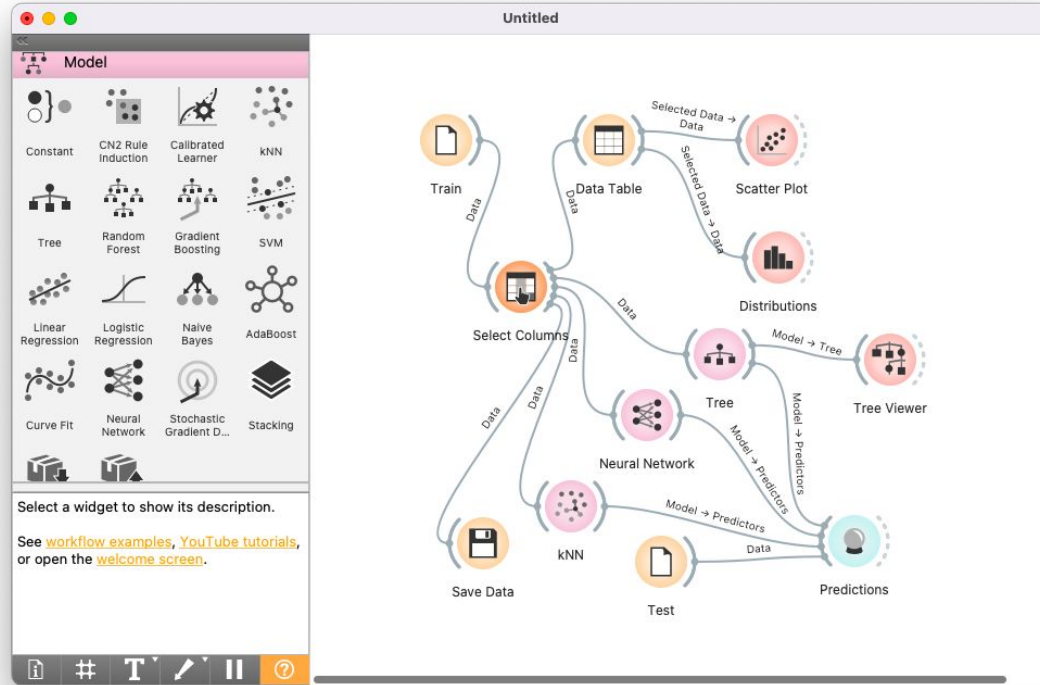 Untitled
Model
Constant
CN2 Rule
Induction
Calibrated
Learner
kNN
Tree
Random
Forest
Gradient
Boosting
SVM
Linear
Regression
Logistic
Regression
Naive
Bayes
AdaBoost
Curve Fit
Neural
Network
Stochastic
Gradient D...
Stacking
Select a widget to show its description.
See workflow examples, YouTube tutorials,
or open the welcome screen.
Train
Data
Data Table
Data
Selected Data →
Data
Scatter Plot
Selected Data → Data
Distributions
Select Columns
Data
Tree
Model → Tree
Tree Viewer
Data
Neural Network
Model → Predictors
Model → Predictors
Data
kNN
Model → Predictors
Data
Save Data
Test
Data
Predictions